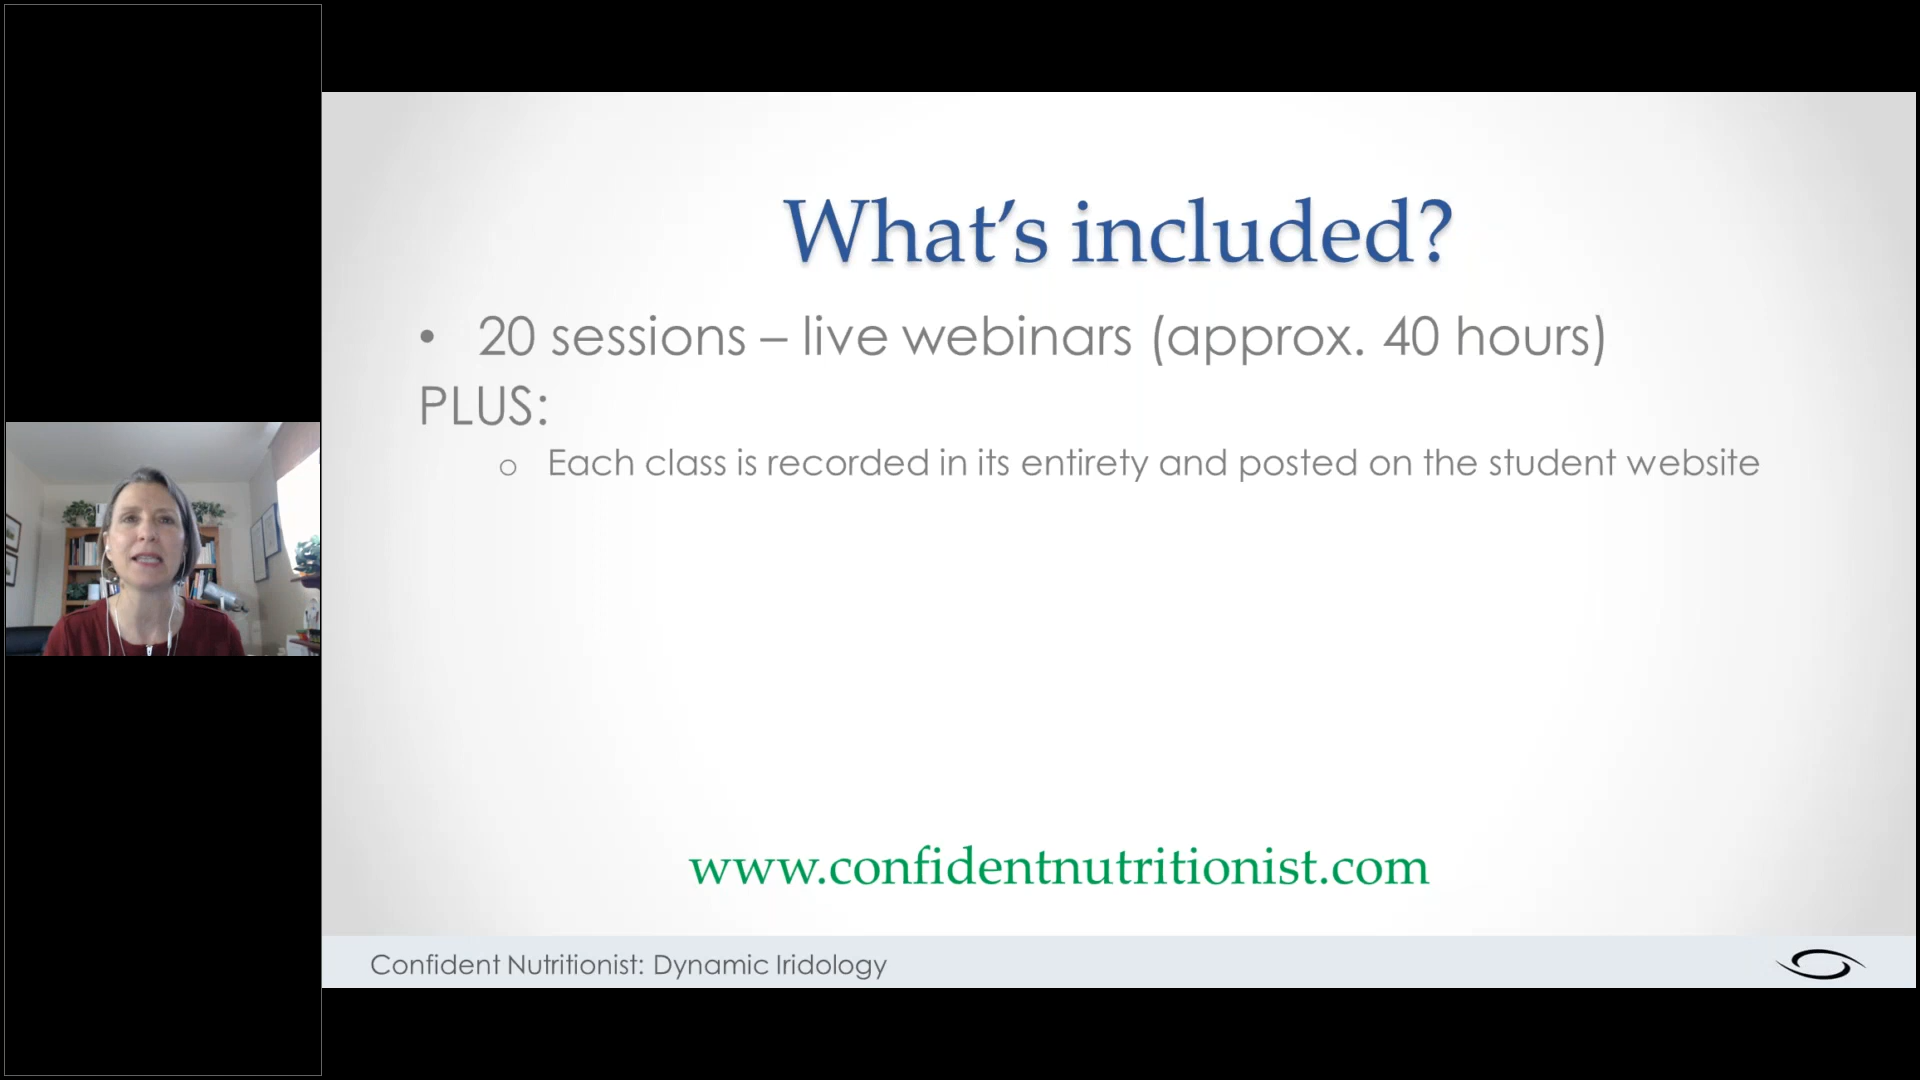 What's included?
• 20 sessions – live webinars (approx. 40 hours)
PLUS:
o Each class is recorded in its entirety and posted on the student website
www.confidentnutritionist.com
Confident Nutritionist: Dynamic Iridology